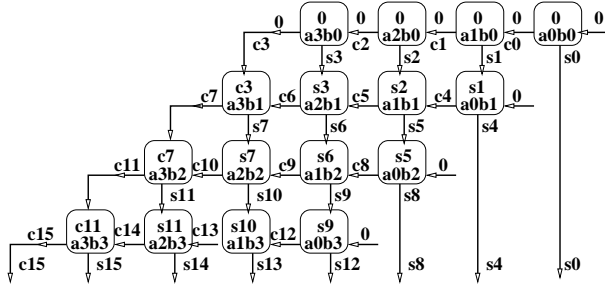 0 0 0 0 0 0 0 0
a3b0 a2b0 a1b0 a0b0
c3 c2 c1 c0
s3 s2 s1 s0
c3 s3 s2 s1
c7 c6 c5 c4 0
a3b1 a2b1 a1b1 a0b1
s7 s6 s5 s4
c7 s7 s6 s5
c11 c10 c9 c8 0
a3b2 a2b2 a1b2 a0b2
s11 s10 s9 s8
c11 s11 s10 s9
c15 c14 c13 c12 0
a3b3 a2b3 a1b3 a0b3
c15 s15 s14 s13 s12 s8 s4 s0